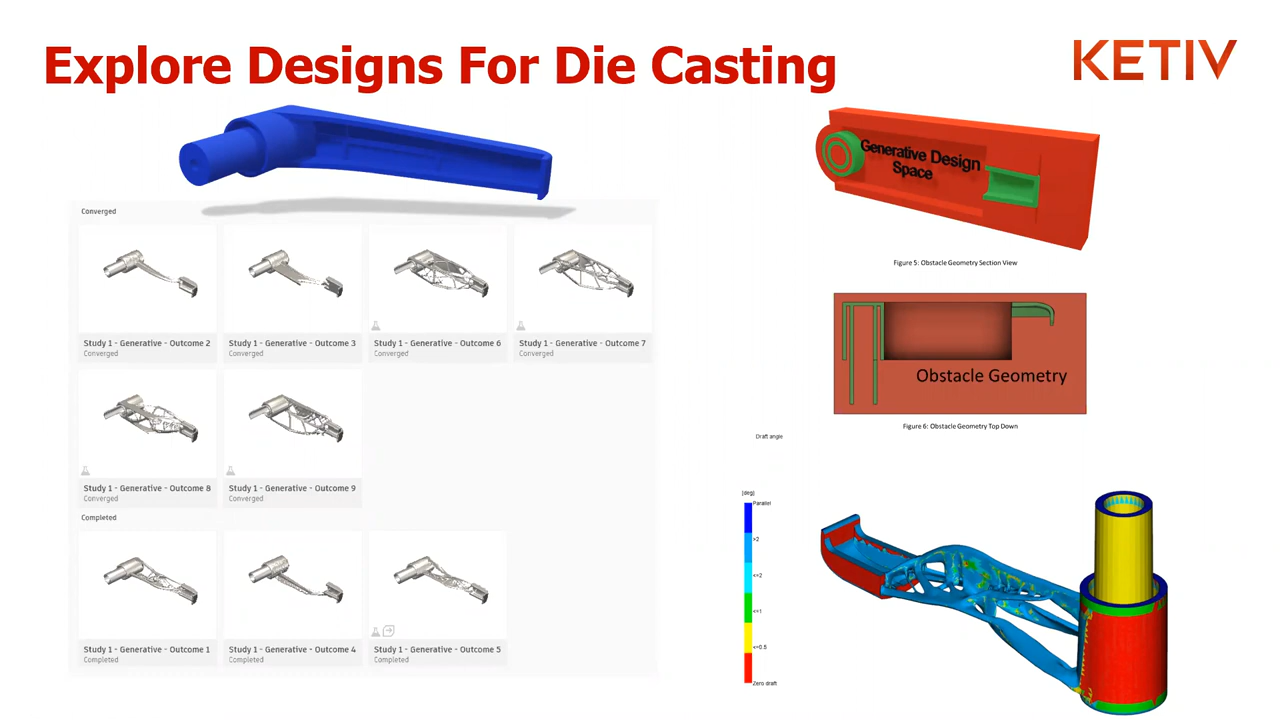 Explore Designs For Die Casting
KETIV
Converged
Study 1 - Generative - Outcome 2
Converged
Study 1 - Generative - Outcome 3
Converged
Study 1 - Generative - Outcome 6
Converged
Study 1 - Generative - Outcome 7
Converged
Study 1 - Generative - Outcome 8
Converged
Study 1 - Generative - Outcome 9
Converged
Completed
Study 1 - Generative - Outcome 1
Completed
Study 1 - Generative - Outcome 4
Completed
Study 1 - Generative - Outcome 5
Completed
Generative Design
Space
Figure 5: Obstacle Geometry Section View
Obstacle Geometry
Figure 6: Obstacle Geometry Top Down
Draft angle
[deg]
Parallel
>2
<=2
<=1
<=0.5
Zero draft